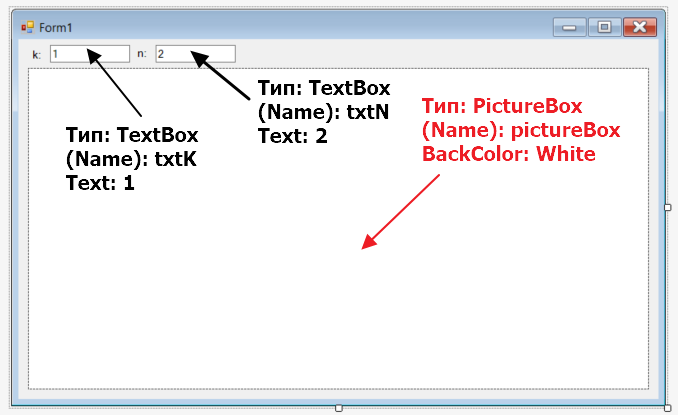 Form1
k: 1 n: 2
Тип: TextBox
(Name): txtN
Text: 2
Тип: PictureBox
(Name): pictureBox
BackColor: White
Тип: TextBox
(Name): txtK
Text: 1